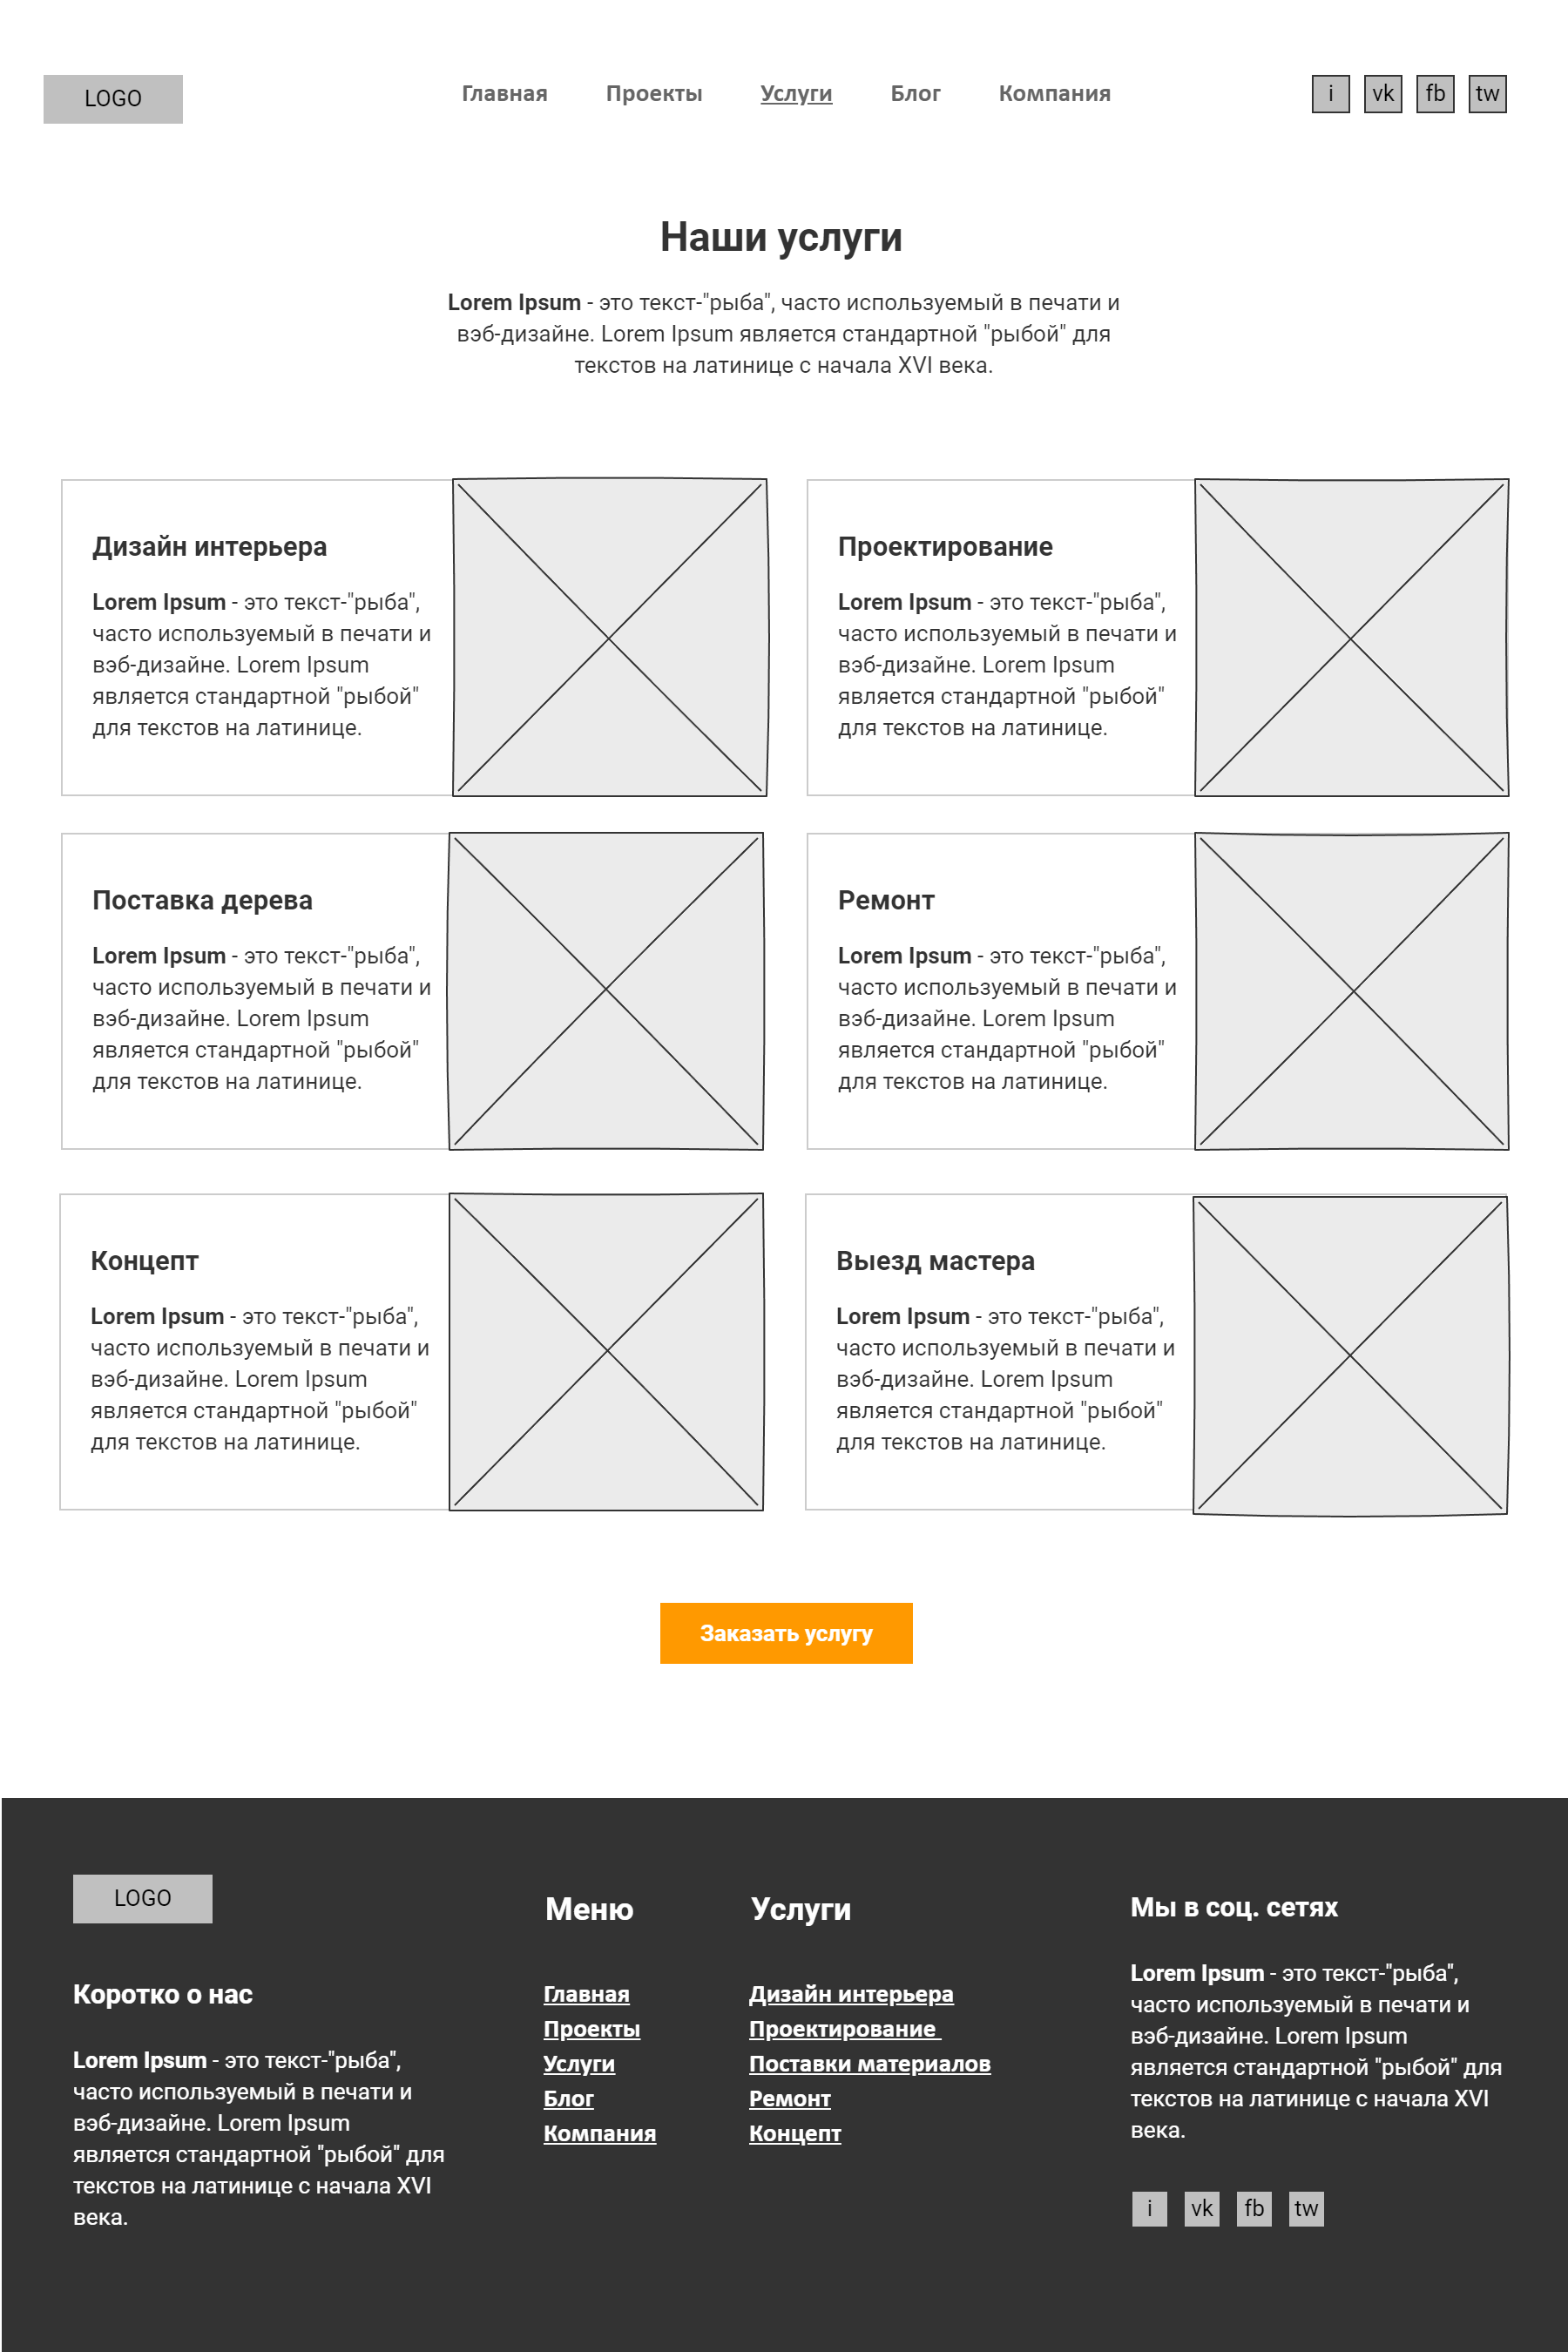 LOGO
Главная Проекты Услуги Блог Компания
i vk fb tw
Наши услуги
Lorem Ipsum - это текст-"рыба", часто используемый в печати и
вэб-дизайне. Lorem Ipsum является стандартной "рыбой" для
текстов на латинице с начала XVI века.
Дизайн интерьера
Lorem Ipsum - это текст-"рыба",
часто используемый в печати и
вэб-дизайне. Lorem Ipsum
является стандартной "рыбой"
для текстов на латинице.
Проектирование
Lorem Ipsum - это текст-"рыба",
часто используемый в печати и
вэб-дизайне. Lorem Ipsum
является стандартной "рыбой"
для текстов на латинице.
Поставка дерева
Lorem Ipsum - это текст-"рыба",
часто используемый в печати и
вэб-дизайне. Lorem Ipsum
является стандартной "рыбой"
для текстов на латинице.
Ремонт
Lorem Ipsum - это текст-"рыба",
часто используемый в печати и
вэб-дизайне. Lorem Ipsum
является стандартной "рыбой"
для текстов на латинице.
Концепт
Lorem Ipsum - это текст-"рыба",
часто используемый в печати и
вэб-дизайне. Lorem Ipsum
является стандартной "рыбой"
для текстов на латинице.
Выезд мастера
Lorem Ipsum - это текст-"рыба",
часто используемый в печати и
вэб-дизайне. Lorem Ipsum
является стандартной "рыбой"
для текстов на латинице.
Заказать услугу
LOGO
Коротко о нас
Lorem Ipsum - это текст-"рыба",
часто используемый в печати и
вэб-дизайне. Lorem Ipsum
является стандартной "рыбой" для
текстов на латинице с начала XVI
века.
Меню
Главная
Проекты
Услуги
Блог
Компания
Услуги
Дизайн интерьера
Проектирование
Поставки материалов
Ремонт
Концепт
Мы в соц. сетях
Lorem Ipsum - это текст-"рыба",
часто используемый в печати и
вэб-дизайне. Lorem Ipsum
является стандартной "рыбой" для
текстов на латинице с начала XVI
века.
i vk fb tw